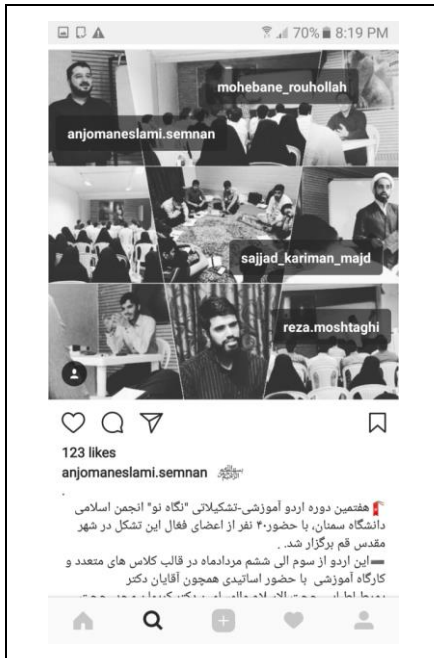 70% 8:19 PM
mohebane_rouhollah
anjomaneslami.semnan
sajjad_kariman_majd
reza.moshtaghi
123 likes
anjomaneslami.semnan
.
هفتمین دوره اردو آموزشی-تشکیلاتی "نگاه نو" انجمن اسلامی
دانشگاه سمنان، با حضور۴۰ نفر از اعضای فعال این تشکل در شهر
مقدس قم برگزار شد. .
این اردو از سوم الی ششم مردادماه در قالب کلاس های متعدد و
کارگاه آموزشی با حضور اساتیدی همچون آقایان دکتر